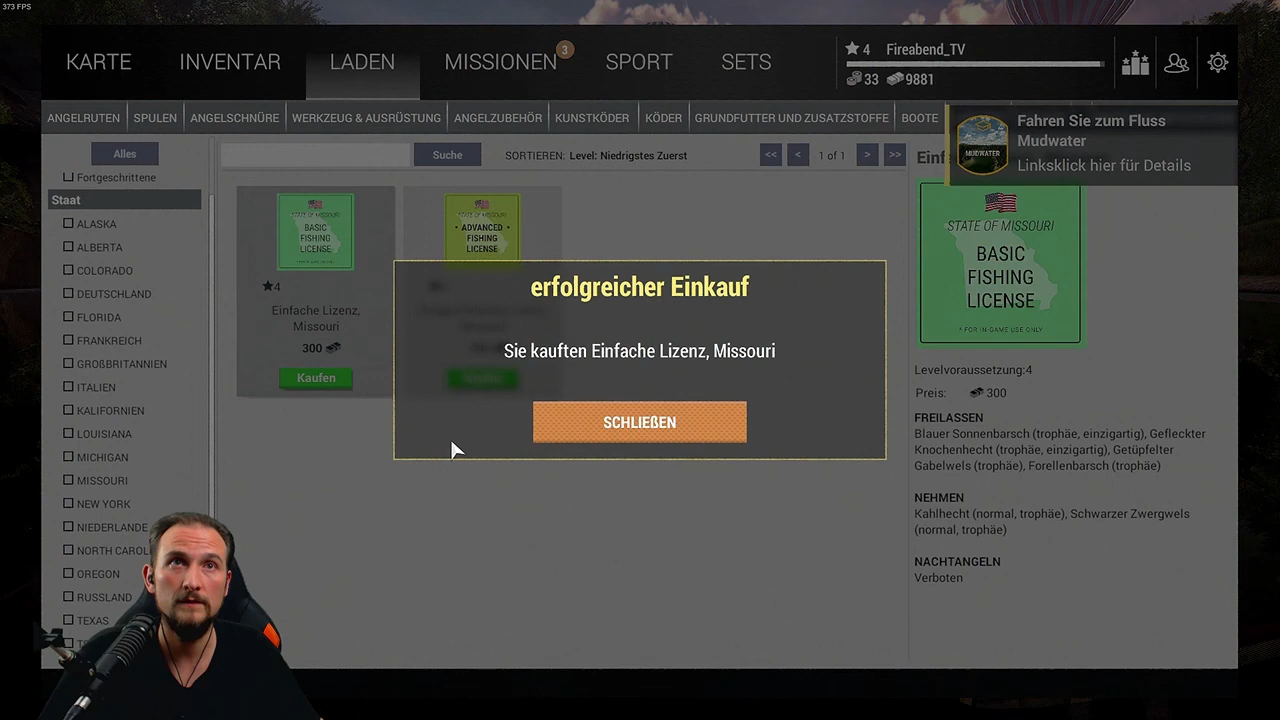 373 FPS
KARTE
INVENTAR
LADEN
MISSIONEN
3
SPORT
SETS
4 Fireabend_TV
33 9881
ANGELRUTEN
SPULEN
ANGELSCHNÜRE
WERKZEUG & AUSRÜSTUNG
ANGELZUBEHÖR
KUNSTKÖDER
KÖDER
GRUNDFUTTER UND ZUSATZSTOFFE
BOOTE
Fahren Sie zum Fluss
Mudwater
Linksklick hier für Details
MUDWATER
Alles
Suche
SORTIEREN: Level: Niedrigstes Zuerst
<< < 1 of 1 > >>
Fortgeschrittene
Staat
ALASKA
ALBERTA
COLORADO
DEUTSCHLAND
FLORIDA
FRANKREICH
GROßBRITANNIEN
ITALIEN
KALIFORNIEN
LOUISIANA
MICHIGAN
MISSOURI
NEW YORK
NIEDERLANDE
NORTH CAROL
OREGON
RUSSLAND
TEXAS
STATE OF MISSOURI
BASIC
FISHING
LICENSE
4
Einfache Lizenz,
Missouri
300
Kaufen
STATE OF MISSOURI
• ADVANCED •
FISHING
LICENSE
erfolgreicher Einkauf
Sie kauften Einfache Lizenz, Missouri
SCHLIEßEN
Einf
STATE OF MISSOURI
BASIC
FISHING
LICENSE
* FOR IN-GAME USE ONLY
Levelvoraussetzung:4
Preis: 300
FREILASSEN
Blauer Sonnenbarsch (trophäe, einzigartig), Gefleckter
Knochenhecht (trophäe, einzigartig), Getüpfelter
Gabelwels (trophäe), Forellenbarsch (trophäe)
NEHMEN
Kahlhecht (normal, trophäe), Schwarzer Zwergwels
(normal, trophäe)
NACHTANGELN
Verboten